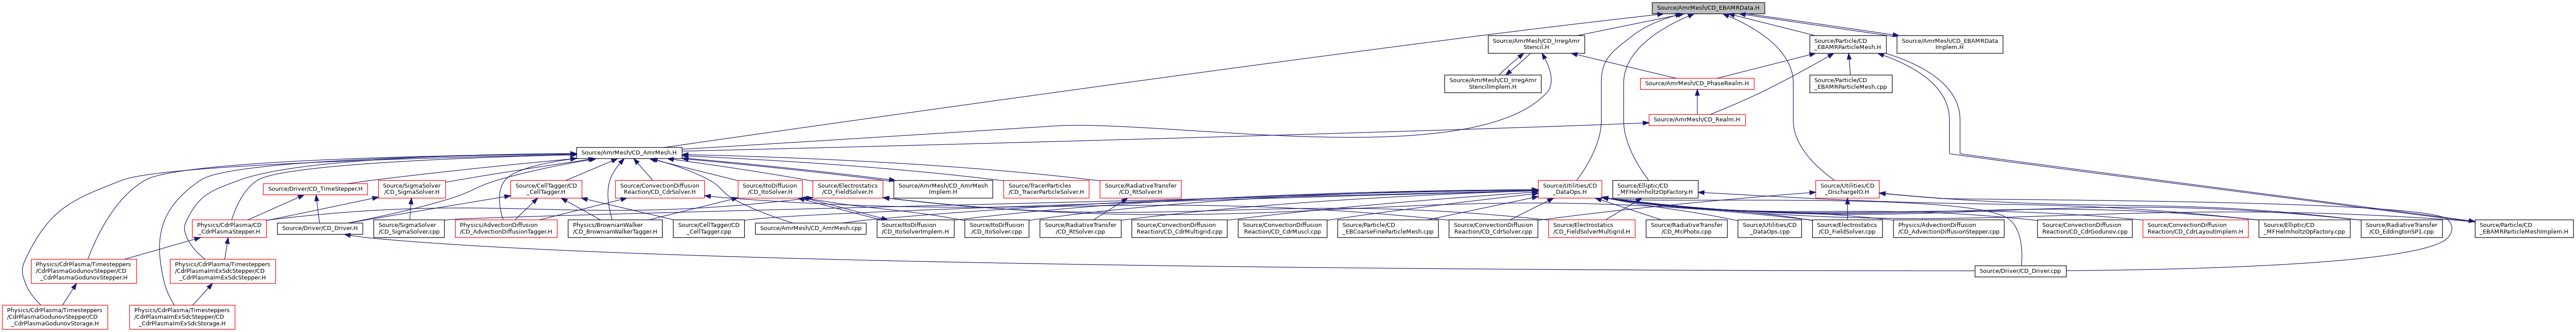 Source/AmrMesh/CD_EBAMRData.H
Source/AmrMesh/CD_IrregAmr
Stencil.H
Source/Particle/CD
_EBAMRParticleMesh.H
Source/AmrMesh/CD_EBAMRData
Implem.H
Source/AmrMesh/CD_IrregAmr
StencilImplem.H
Source/AmrMesh/CD_PhaseRealm.H
Source/Particle/CD
_EBAMRParticleMesh.cpp
Source/AmrMesh/CD_Realm.H
Source/AmrMesh/CD_AmrMesh.H
Source/Driver/CD_TimeStepper.H
Source/SigmaSolver
/CD_SigmaSolver.H
Source/CellTagger/CD
_CellTagger.H
Source/ConvectionDiffusion
Reaction/CD_CdrSolver.H
Source/ItoDiffusion
/CD_ItoSolver.H
Source/Electrostatics
/CD_FieldSolver.H
Source/AmrMesh/CD_AmrMesh
Implem.H
Source/TracerParticles
/CD_TracerParticleSolver.H
Source/RadiativeTransfer
/CD_RtSolver.H
Source/Utilities/CD
_DataOps.H
Source/Elliptic/CD
_MFHelmholtzOpFactory.H
Source/Utilities/CD
_DischargeIO.H
Physics/CdrPlasma/CD
_CdrPlasmaStepper.H
Source/Driver/CD_Driver.H
Source/SigmaSolver
/CD_SigmaSolver.cpp
Physics/AdvectionDiffusion
/CD_AdvectionDiffusionTagger.H
Physics/BrownianWalker
/CD_BrownianWalkerTagger.H
Source/CellTagger/CD
_CellTagger.cpp
Source/AmrMesh/CD_AmrMesh.cpp
Source/ItoDiffusion
/CD_ItoSolverImplem.H
Source/ItoDiffusion
/CD_ItoSolver.cpp
Source/RadiativeTransfer
/CD_RtSolver.cpp
Source/ConvectionDiffusion
Reaction/CD_CdrMultigrid.cpp
Source/ConvectionDiffusion
Reaction/CD_CdrMuscl.cpp
Source/Particle/CD
_EBCoarseFineParticleMesh.cpp
Source/ConvectionDiffusion
Reaction/CD_CdrSolver.cpp
Source/Electrostatics
/CD_FieldSolverMultigrid.H
Source/RadiativeTransfer
/CD_McPhoto.cpp
Source/Utilities/CD
_DataOps.cpp
Source/Electrostatics
/CD_FieldSolver.cpp
Physics/AdvectionDiffusion
/CD_AdvectionDiffusionStepper.cpp
Source/ConvectionDiffusion
Reaction/CD_CdrGodunov.cpp
Source/ConvectionDiffusion
Reaction/CD_CdrLayoutImplem.H
Source/Elliptic/CD
_MFHelmholtzOpFactory.cpp
Source/RadiativeTransfer
/CD_EddingtonSP1.cpp
Source/Particle/CD
_EBAMRParticleMeshImplem.H
Physics/CdrPlasma/Timesteppers
/CdrPlasmaGodunovStepper/CD
_CdrPlasmaGodunovStepper.H
Physics/CdrPlasma/Timesteppers
/CdrPlasmaImExSdcStepper/CD
_CdrPlasmaImExSdcStepper.H
Source/Driver/CD_Driver.cpp
Physics/CdrPlasma/Timesteppers
/CdrPlasmaGodunovStepper/CD
_CdrPlasmaGodunovStorage.H
Physics/CdrPlasma/Timesteppers
/CdrPlasmaImExSdcStepper/CD
_CdrPlasmaImExSdcStorage.H